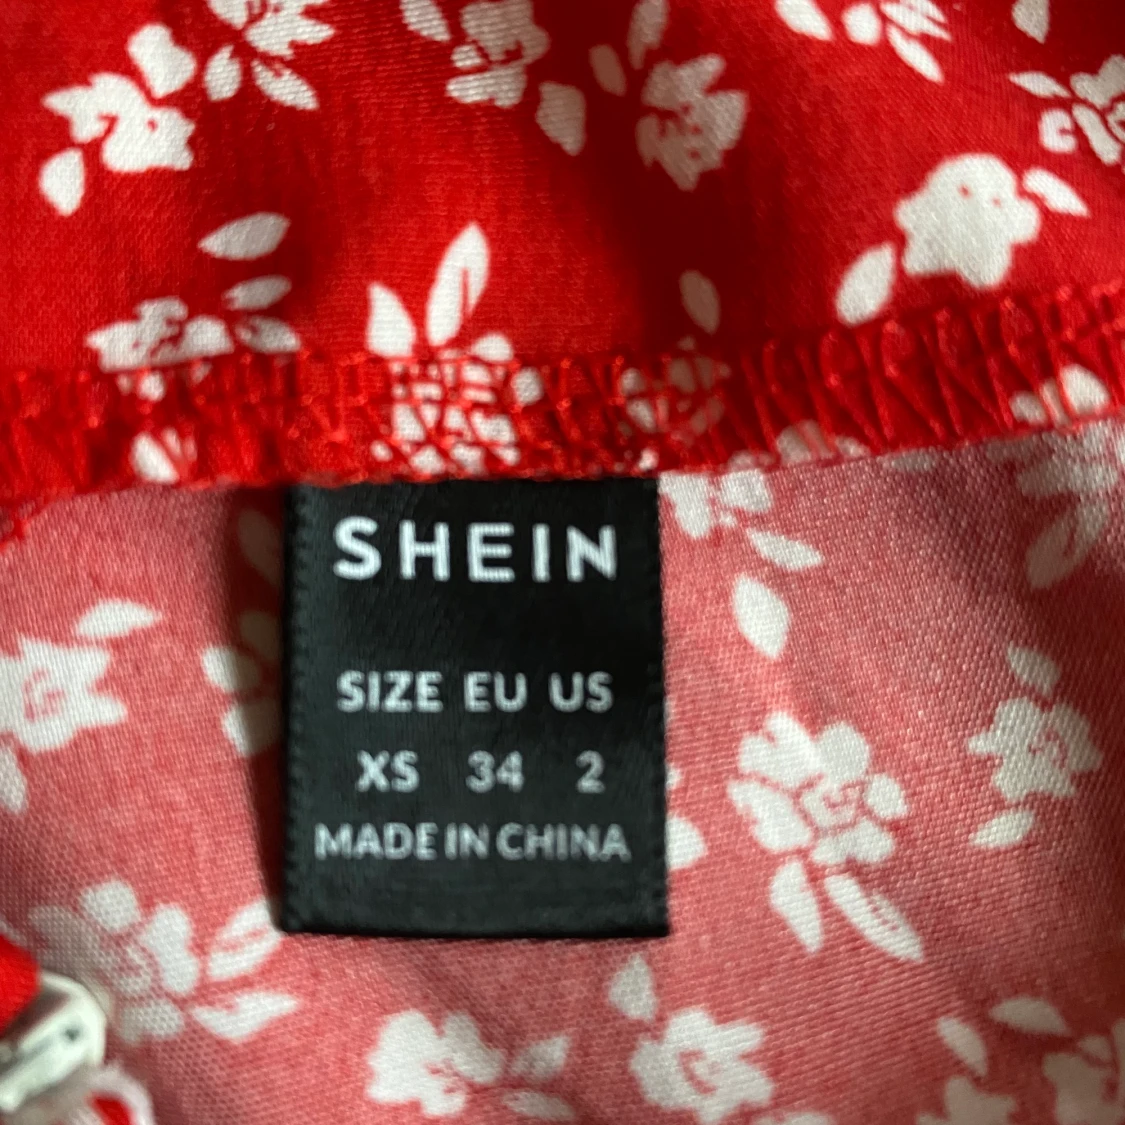 SHEIN
SIZE EU US
XS 34 2
MADE IN CHINA